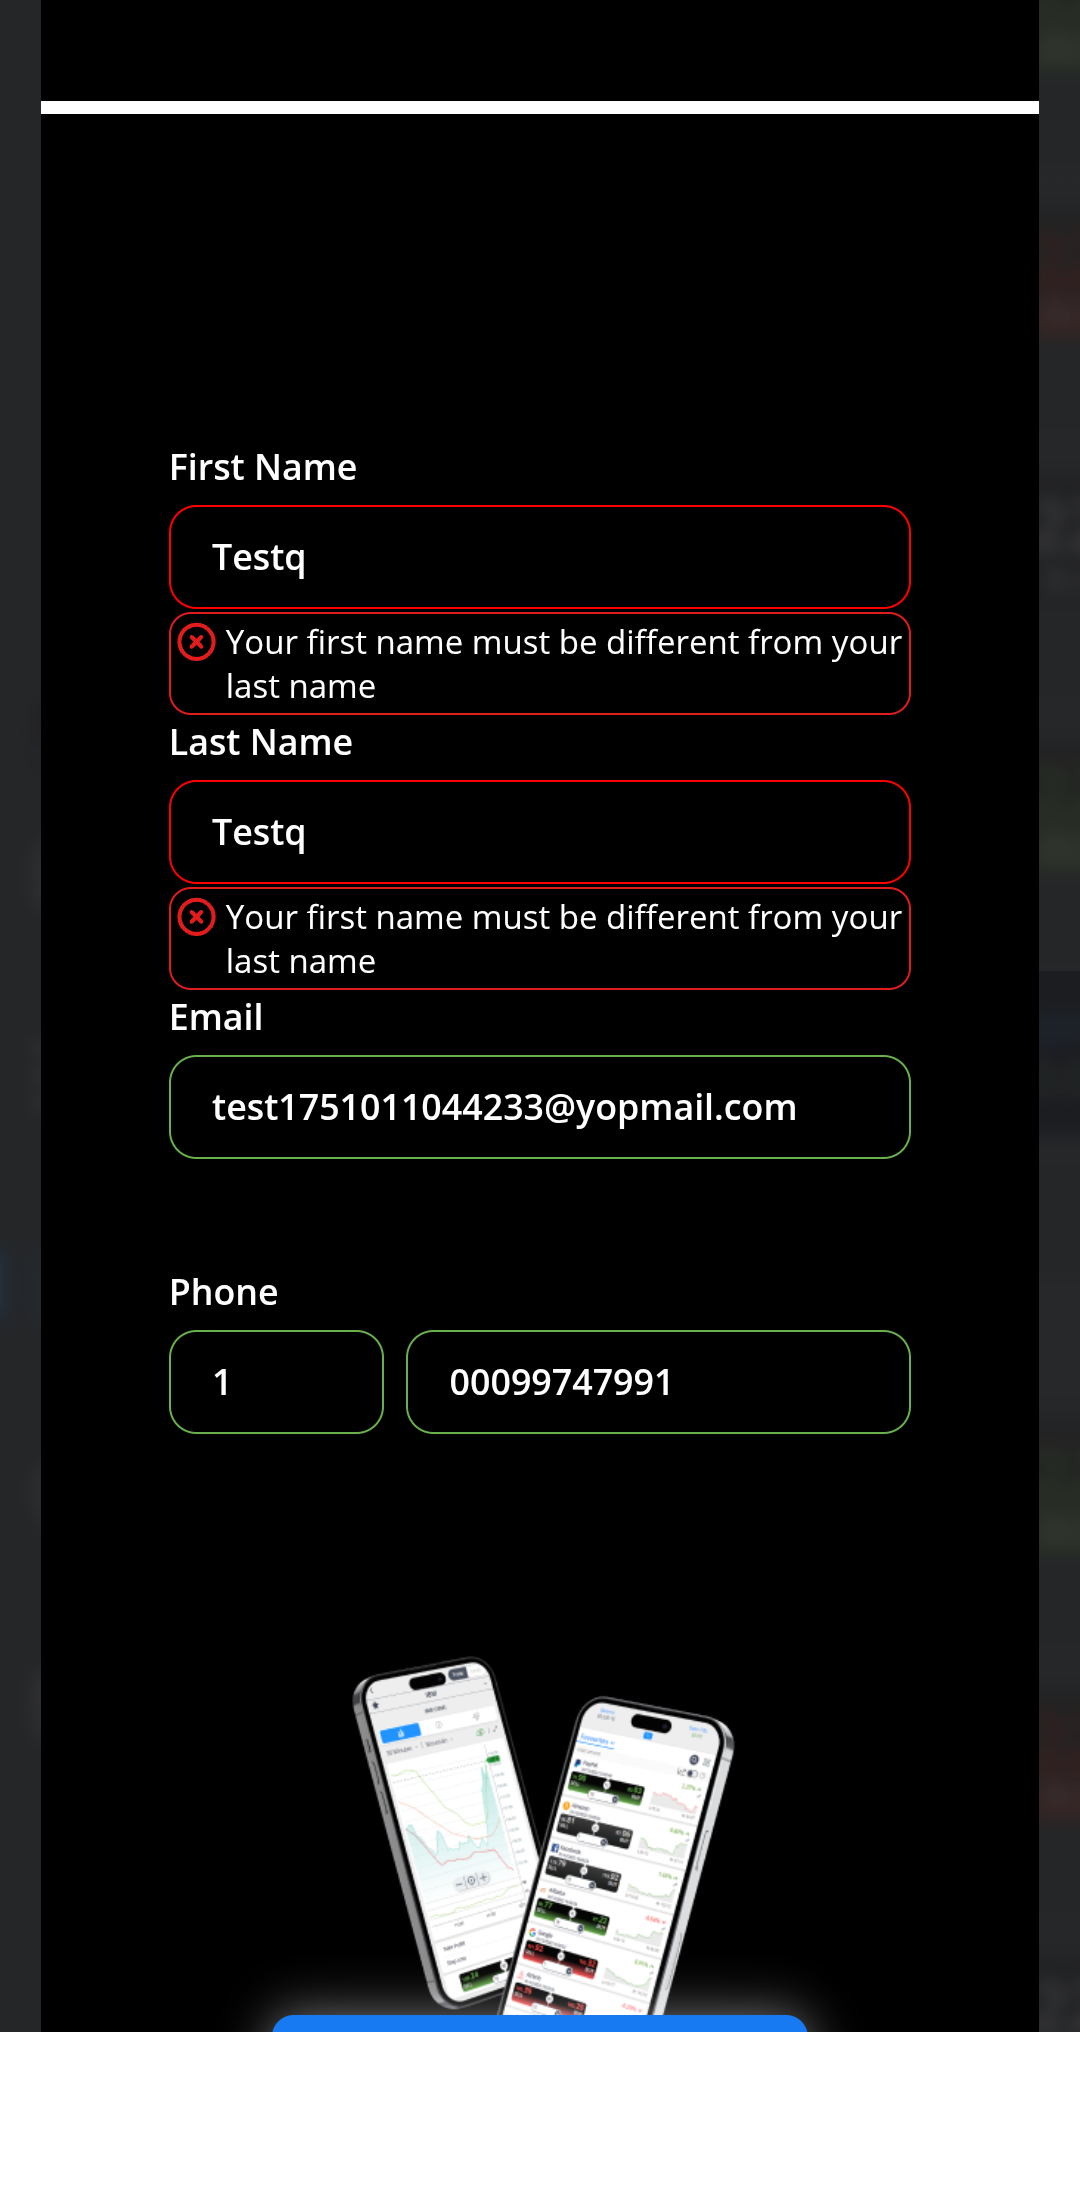 First Name
Testq
Your first name must be different from your
last name
Last Name
Testq
Your first name must be different from your
last name
Email
test1751011044233@yopmail.com
Phone
1
00099747991